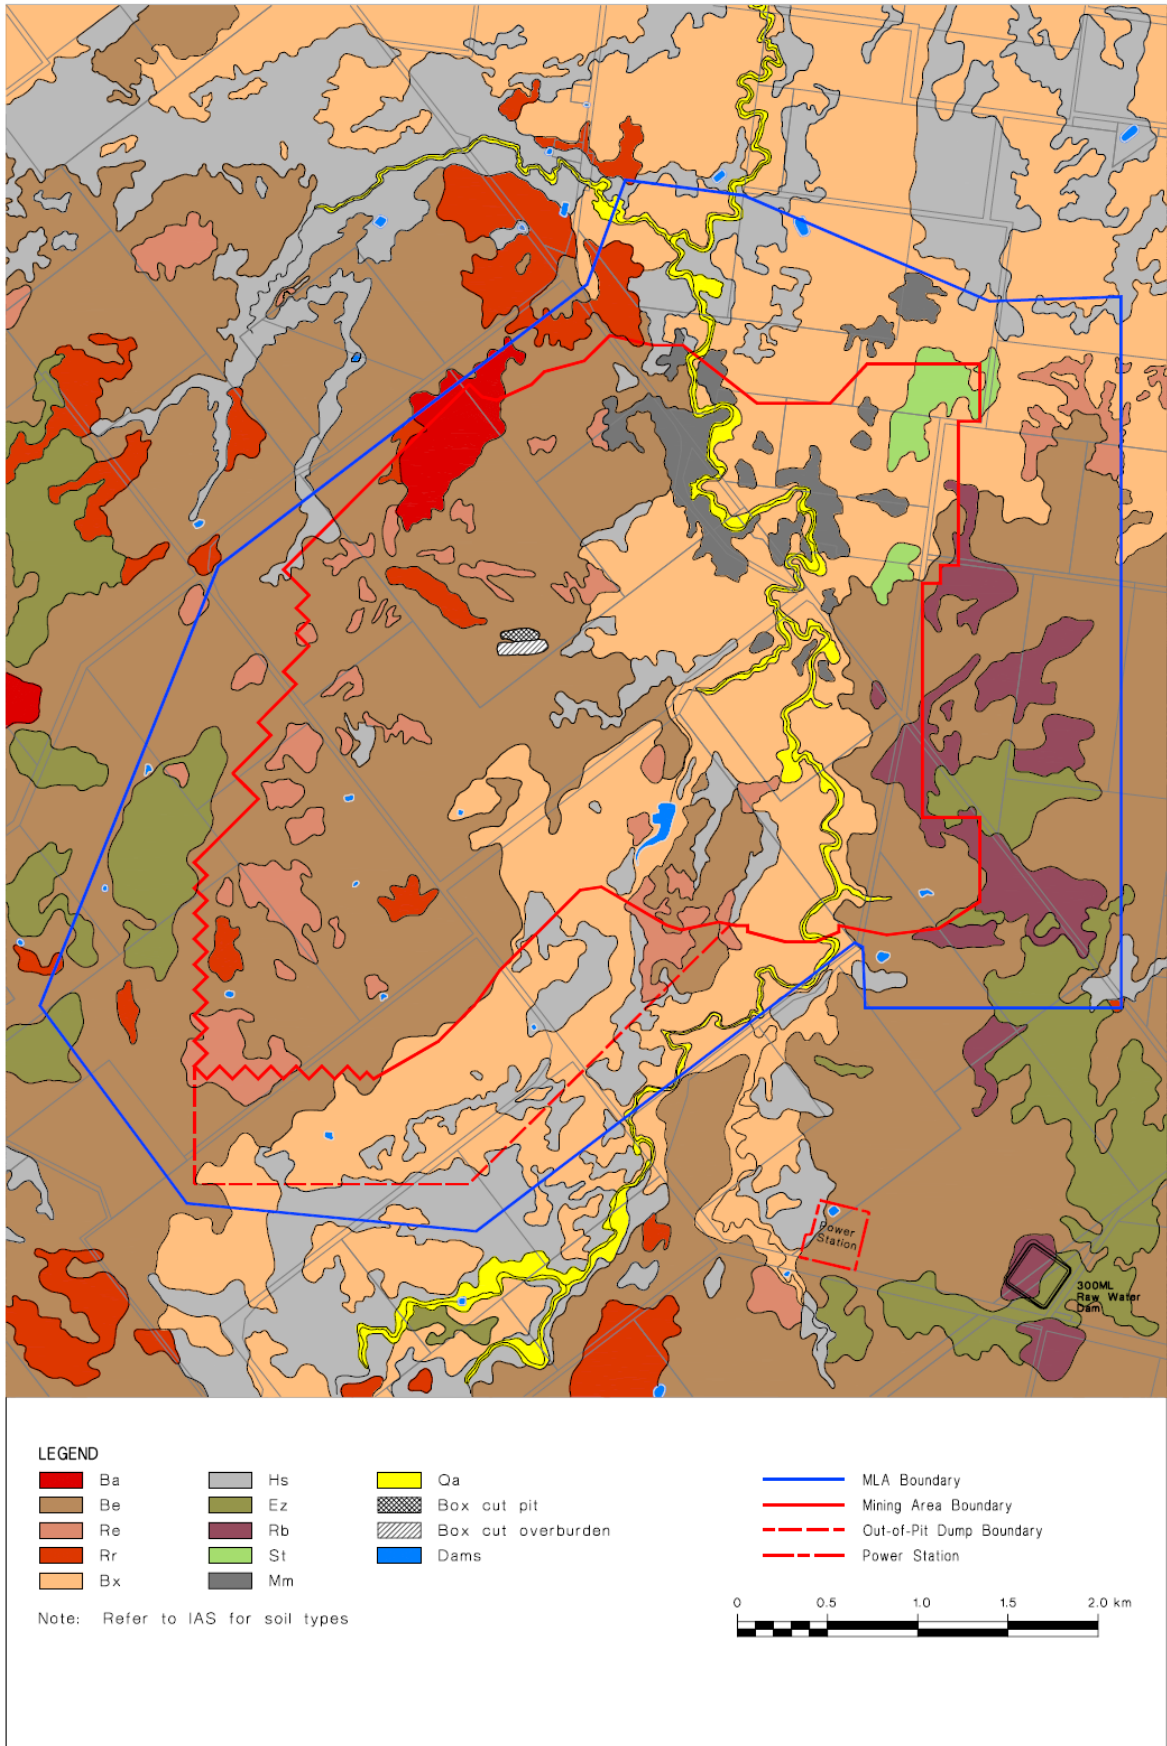 Power
Station
300ML
Raw Water
Dam
LEGEND
Ba
Be
Re
Rr
Bx
Hs
Ez
Rb
St
Mm
Qa
Box cut pit
Box cut overburden
Dams
MLA Boundary
Mining Area Boundary
Out-of-Pit Dump Boundary
Power Station
Note: Refer to IAS for soil types
0 0.5 1.0 1.5 2.0 km